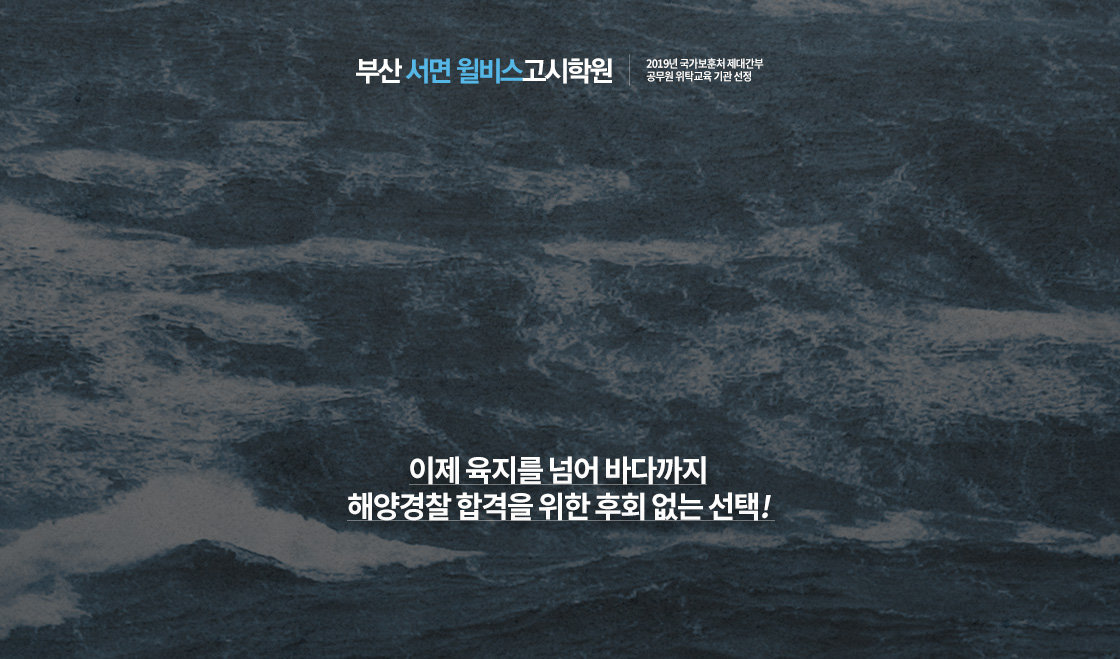 부산 서면 윌비스고시학원
2019년 국가보훈처 제대간부
공무원 위탁교육 기관 선정
이제 육지를 넘어 바다까지
해양경찰 합격을 위한 후회 없는 선택!